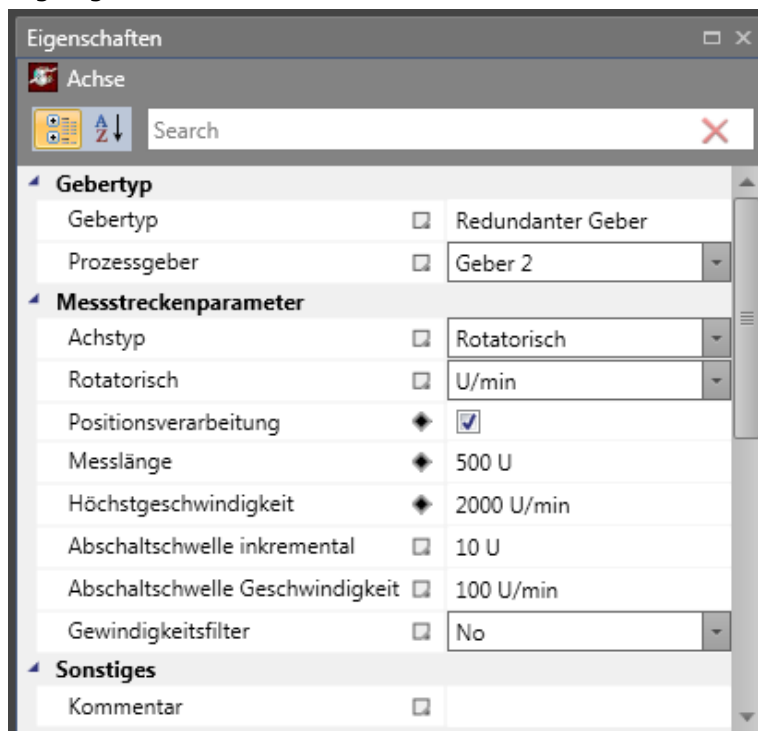 Eigenschaften
Achse
Search
Gebertyp
Gebertyp Redundanter Geber
Prozessgeber Geber 2
Messstreckenparameter
Achstyp Rotatorisch
Rotatorisch U/min
Positionsverarbeitung
Messlänge 500 U
Höchstgeschwindigkeit 2000 U/min
Abschaltschwelle inkremental 10 U
Abschaltschwelle Geschwindigkeit 100 U/min
Gewindigkeitsfilter No
Sonstiges
Kommentar